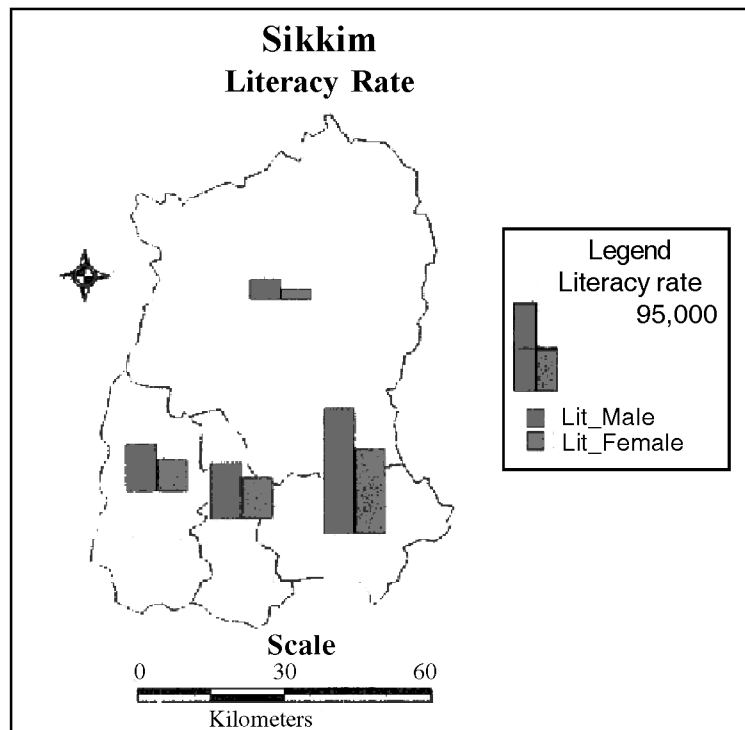 Sikkim
Literacy Rate
Legend
Literacy rate
95,000
Lit_Male
Lit_Female
Scale
0 30 60
Kilometers